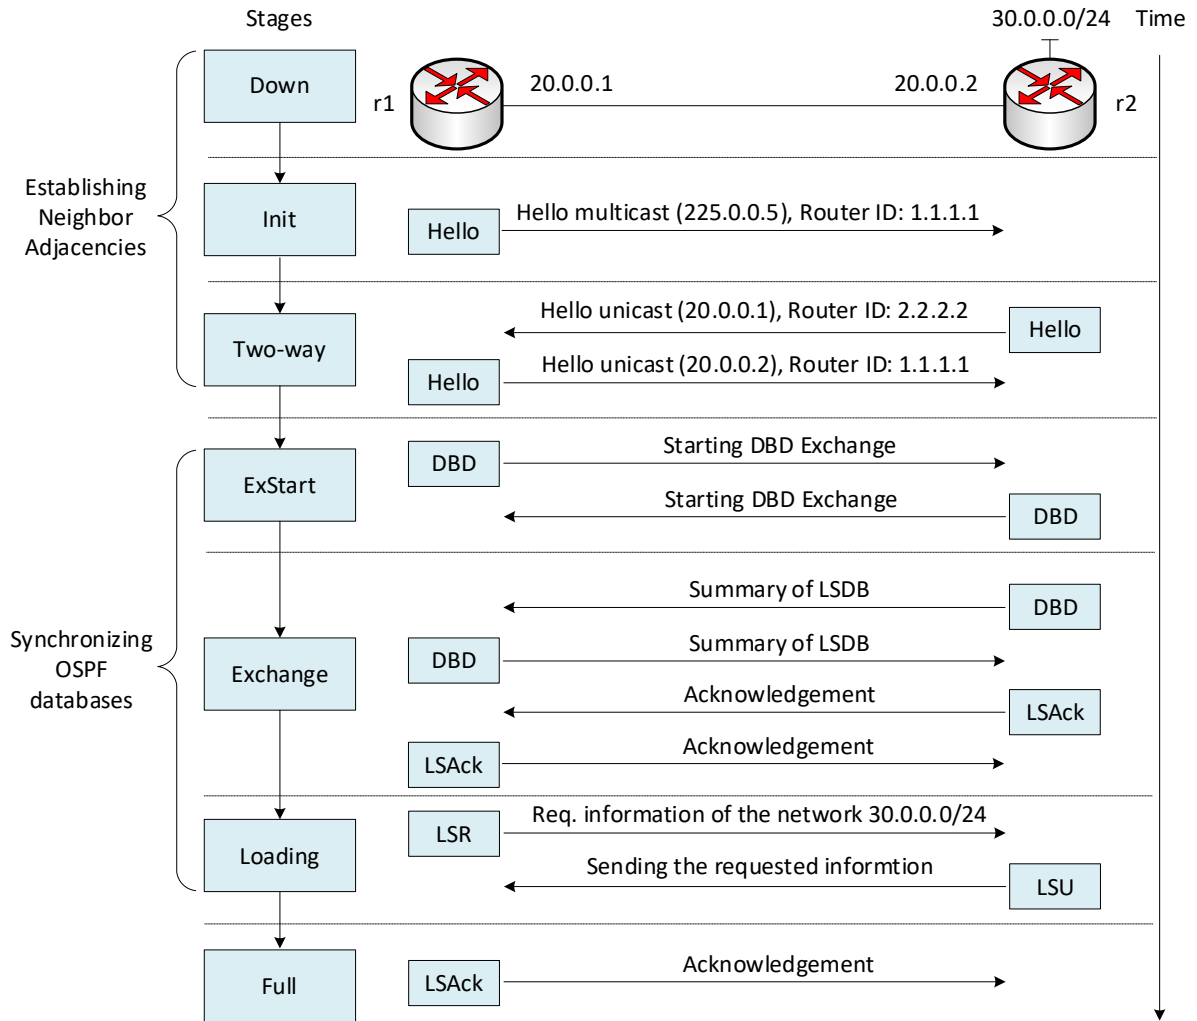 Stages
30.0.0.0/24
Time
Down
r1
20.0.0.1
20.0.0.2
r2
Establishing
Neighbor
Adjacencies
Init
Hello
Hello multicast (225.0.0.5), Router ID: 1.1.1.1
Two-way
Hello unicast (20.0.0.1), Router ID: 2.2.2.2
Hello
Hello
Hello unicast (20.0.0.2), Router ID: 1.1.1.1
Synchronizing
OSPF
databases
ExStart
DBD
Starting DBD Exchange
Starting DBD Exchange
DBD
Exchange
Summary of LSDB
DBD
DBD
Summary of LSDB
Acknowledgement
LSAck
LSAck
Acknowledgement
Loading
LSR
Req. information of the network 30.0.0.0/24
Sending the requested informtion
LSU
Full
LSAck
Acknowledgement